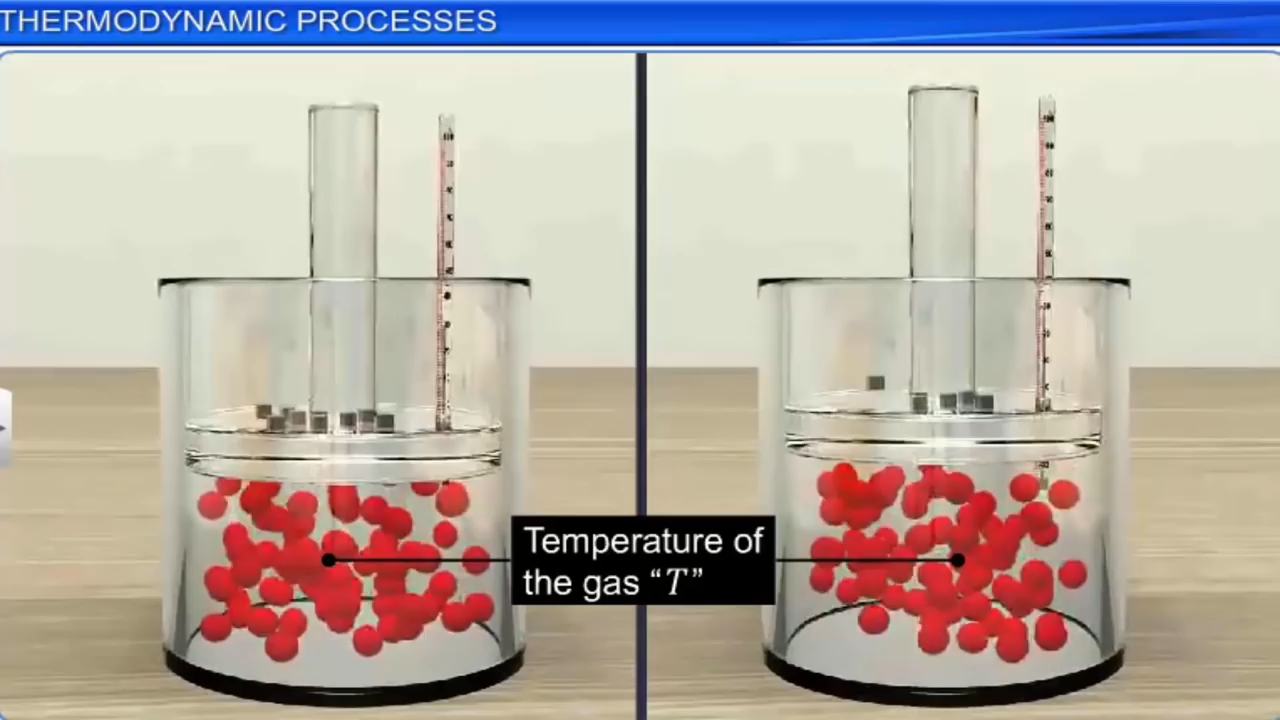 THERMODYNAMIC PROCESSES
Temperature of
the gas “T”